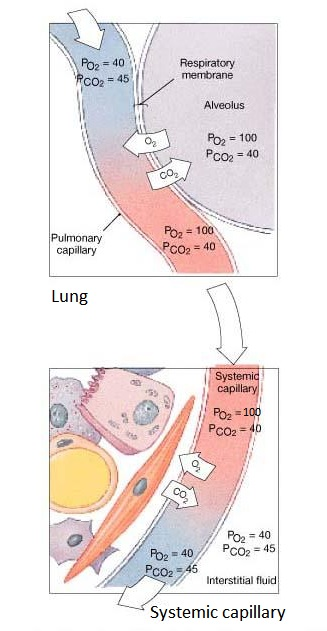 PO2 = 40
PCO2 = 45
Respiratory
membrane
Alveolus
PO2 = 100
PCO2 = 40
O2
CO2
Pulmonary
capillary
PO2 = 100
PCO2 = 40
Lung
Systemic
capillary
PO2 = 100
PCO2 = 40
O2
CO2
PO2 = 40
PCO2 = 45
PO2 = 40
PCO2 = 45
Interstitial fluid
Systemic capillary